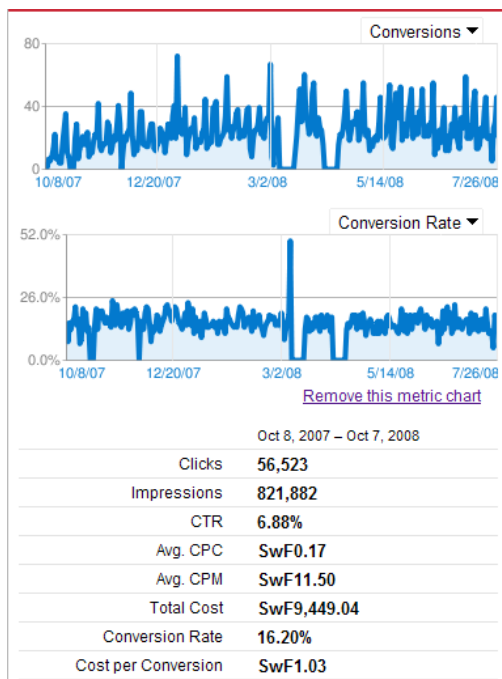 Conversions
80
40
0
10/8/07 12/20/07 3/2/08 5/14/08 7/26/08
Conversion Rate
52.0%
26.0%
0.0%
10/8/07 12/20/07 3/2/08 5/14/08 7/26/08
Remove this metric chart
Oct 8, 2007 – Oct 7, 2008
Clicks 56,523
Impressions 821,882
CTR 6.88%
Avg. CPC SwF0.17
Avg. CPM SwF11.50
Total Cost SwF9,449.04
Conversion Rate 16.20%
Cost per Conversion SwF1.03